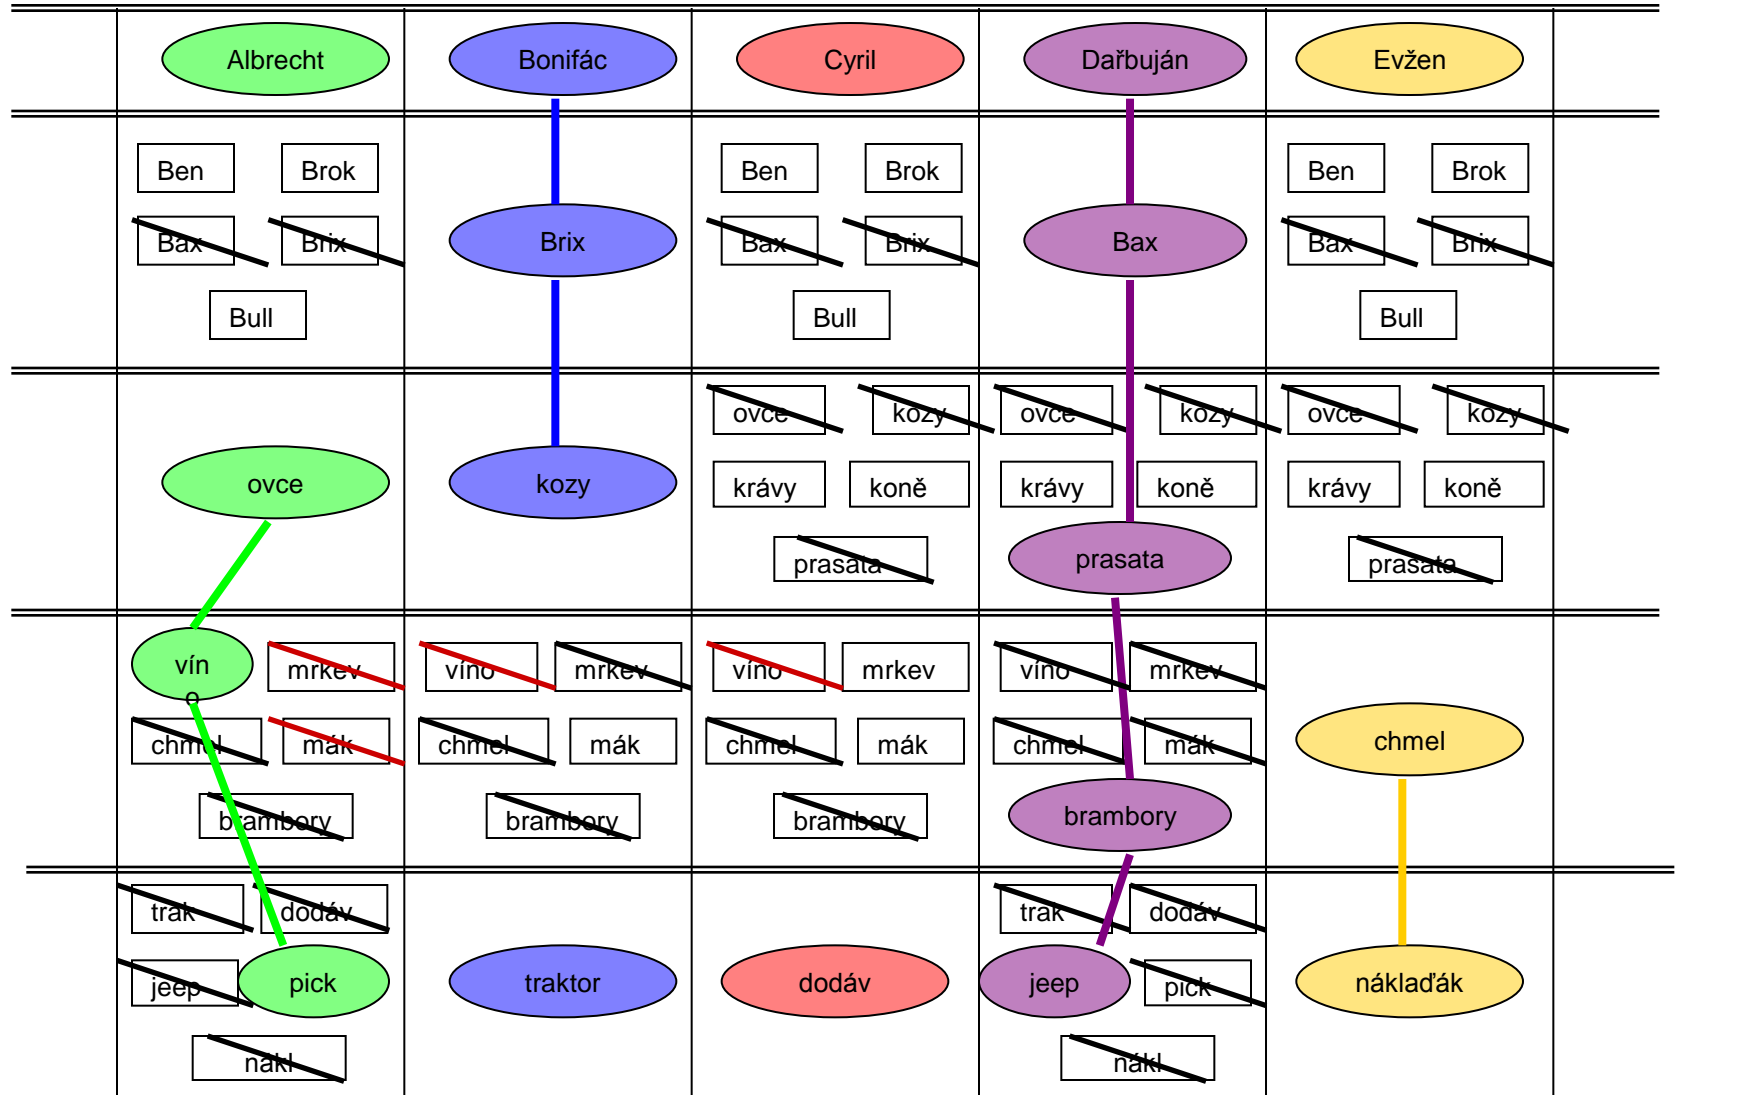 Albrecht Bonifác Cyril Dařbuján Evžen
Ben Brok Ben Brok Ben Brok
Bax Brix Brix Bax Brix Bax Bax Brix
Bull Bull Bull
ovce kozy ovce kozy ovce kozy
ovce kozy krávy koně krávy koně krávy koně
prasata prasata prasata
vín
o
mrkev víno mrkev víno mrkev víno mrkev
chmel mák chmel mák chmel mák chmel mák chmel
brambory brambory brambory brambory
trak dodáv trak dodáv
jeep pick traktor dodáv jeep pick náklaďák
nákl nákl